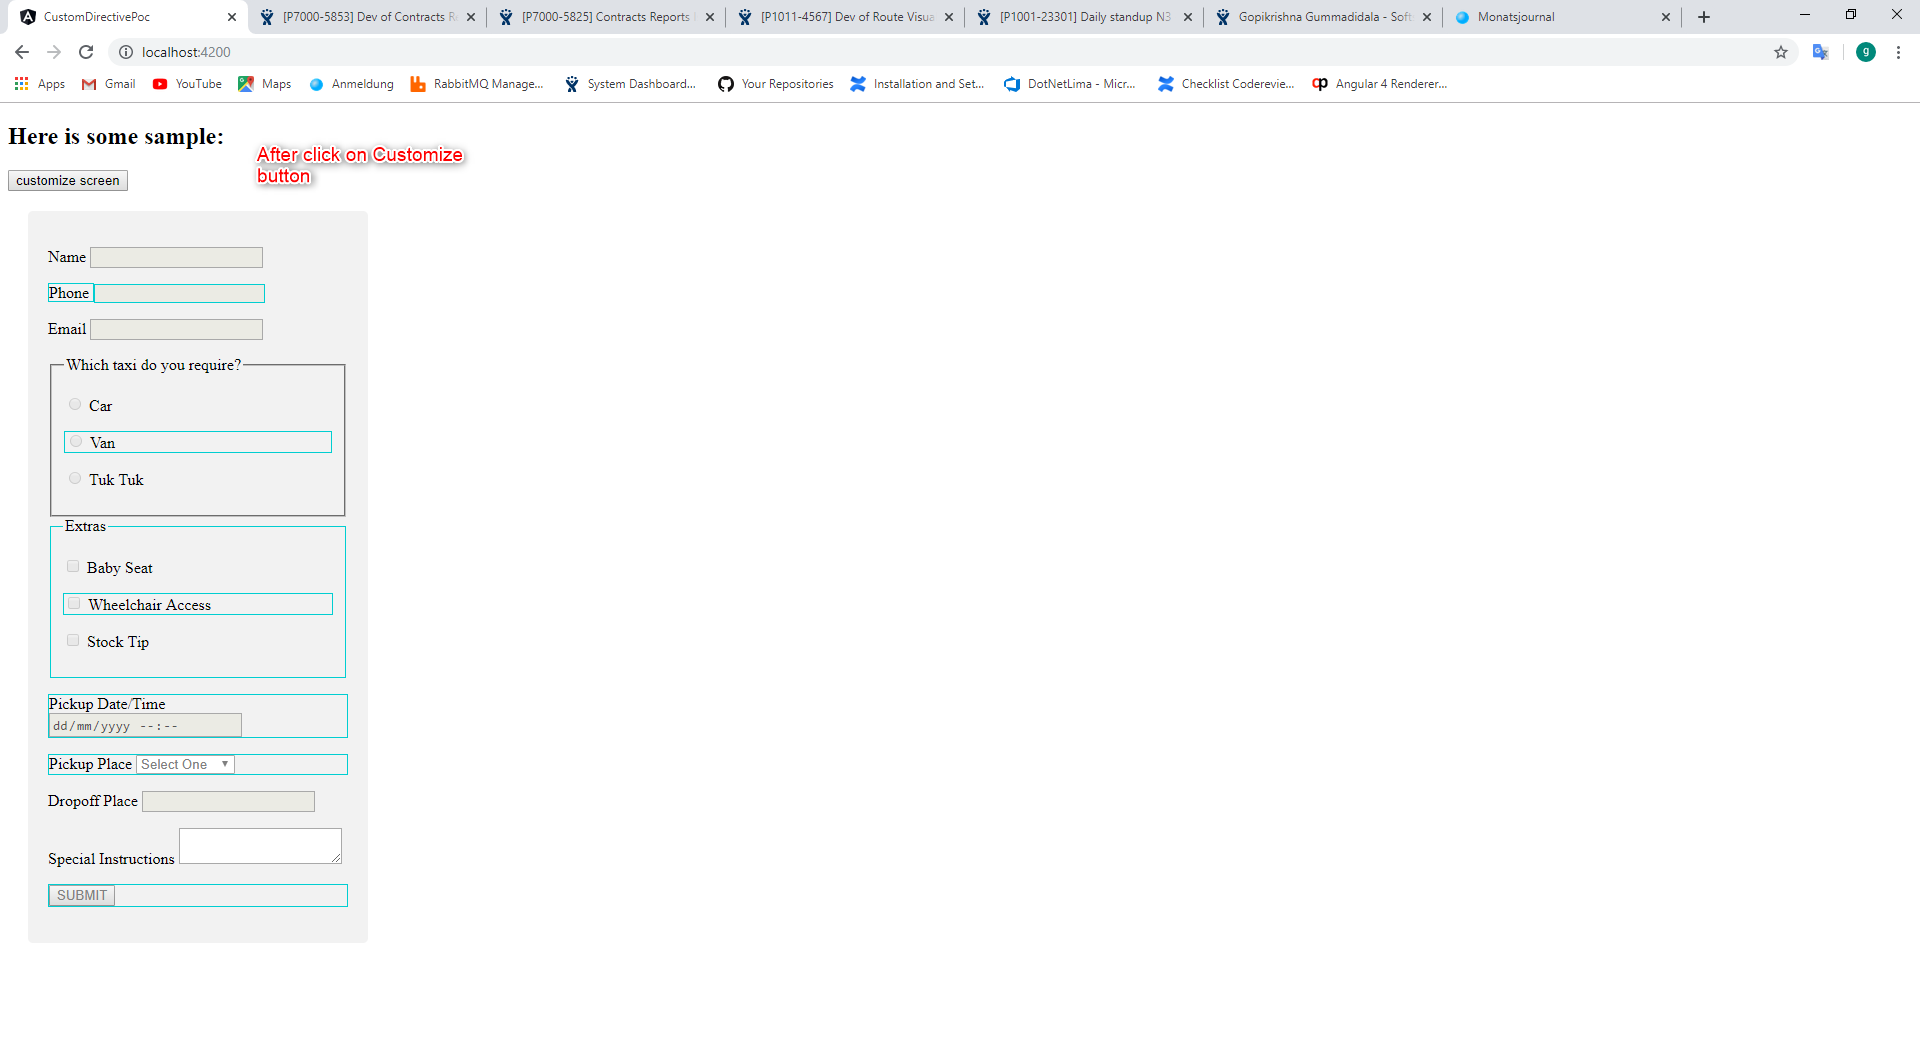 CustomDirectivePoc
[P7000-5853] Dev of Contracts R
[P7000-5825] Contracts Reports
[P1011-4567] Dev of Route Visua
[P1001-23301] Daily standup N3
Gopikrishna Gummadidala - Soft
Monatsjournal
localhost:4200
g
Apps
Gmail
YouTube
Maps
Anmeldung
RabbitMQ Manage...
System Dashboard...
Your Repositories
Installation and Set...
DotNetLima - Micr...
Checklist Coderevie...
Angular 4 Renderer...
Here is some sample:
After click on Customize
button
customize screen
Name
Phone
Email
Which taxi do you require?
Car
Van
Tuk Tuk
Extras
Baby Seat
Wheelchair Access
Stock Tip
Pickup Date/Time
dd/mm/yyyy --:--
Pickup Place Select One
Dropoff Place
Special Instructions
SUBMIT